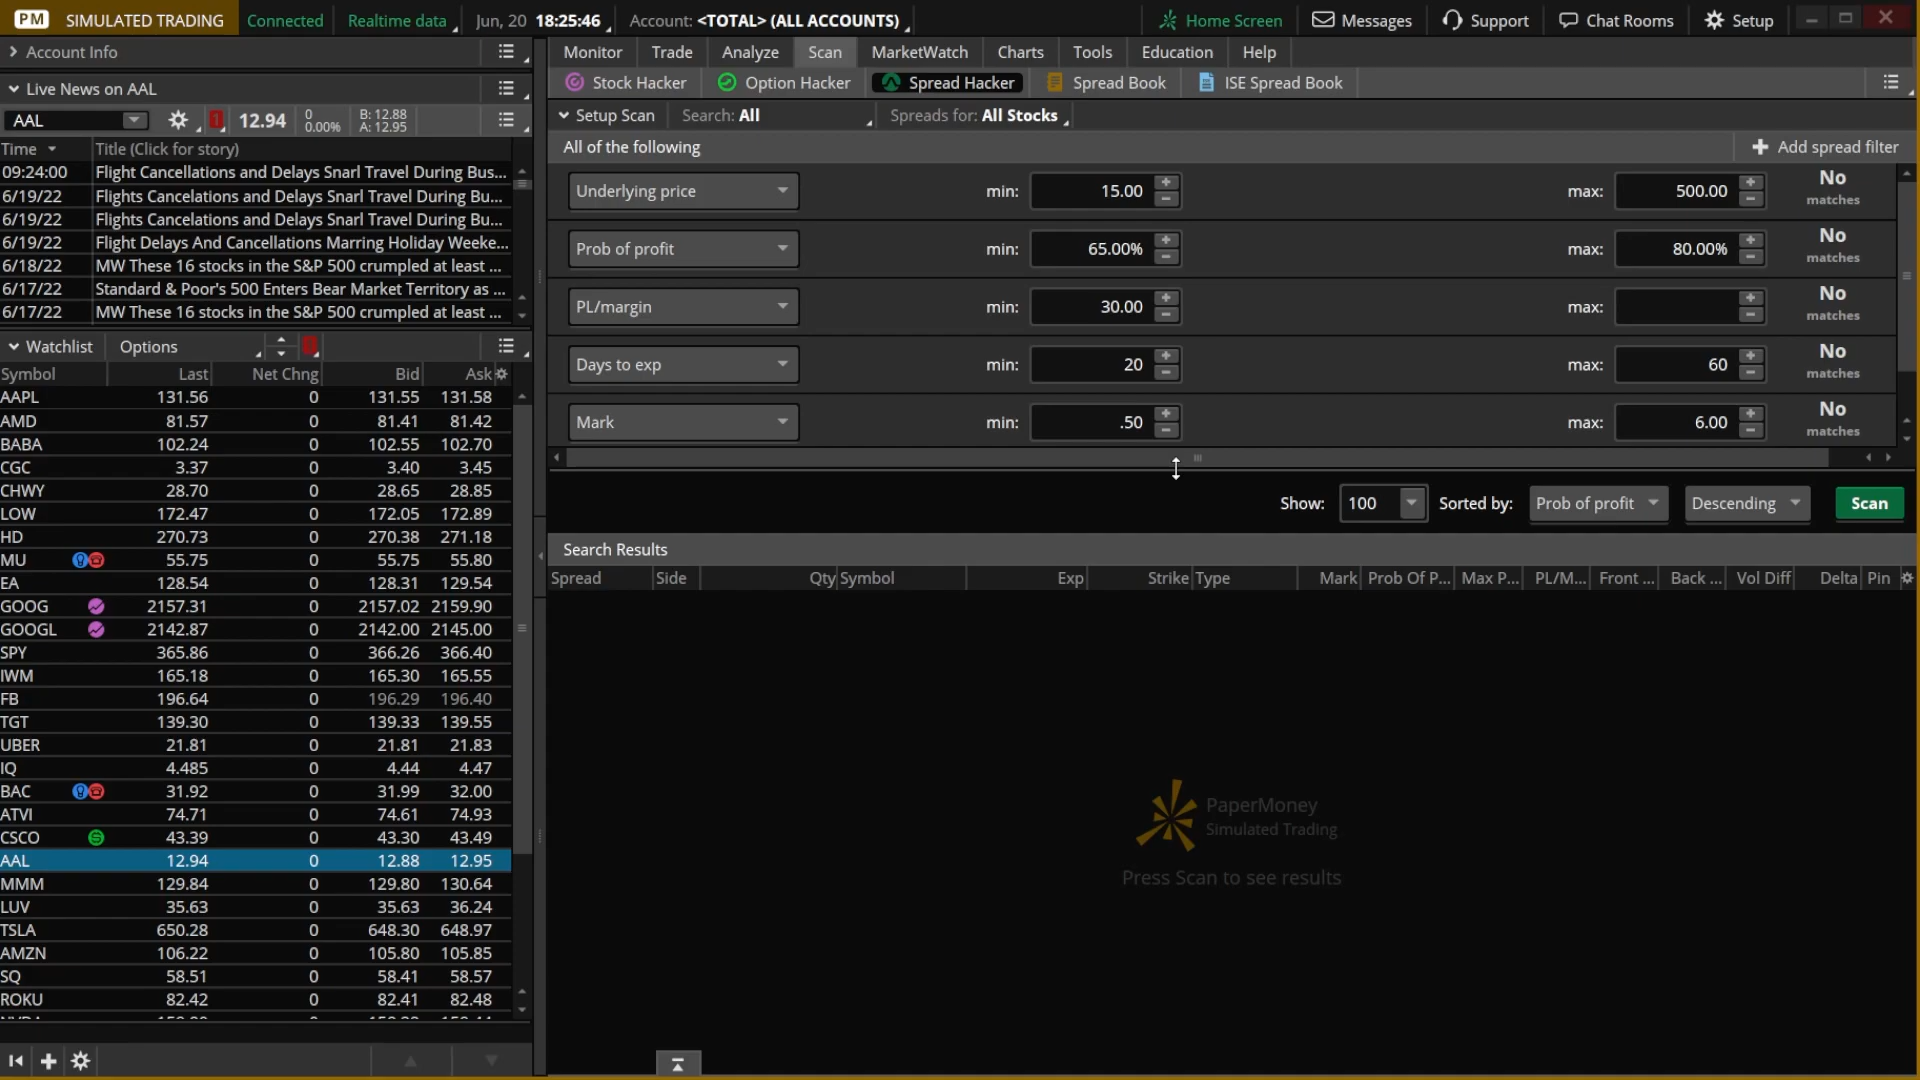 PM SIMULATED TRADING Connected Realtime data Jun, 20 18:25:46 Account: <TOTAL> (ALL ACCOUNTS) Home Screen Messages Support Chat Rooms Setup
Account Info
Monitor Trade Analyze Scan MarketWatch Charts Tools Education Help
Live News on AAL
Stock Hacker Option Hacker Spread Hacker Spread Book ISE Spread Book
AAL 1 12.94 0 0.00% B: 12.88 A: 12.95
Setup Scan Search: All Spreads for: All Stocks
Time Title (Click for story)
All of the following Add spread filter
09:24:00 Flight Cancellations and Delays Snarl Travel During Bus...
6/19/22 Flights Cancelations and Delays Snarl Travel During Bu...
6/19/22 Flights Cancelations and Delays Snarl Travel During Bu...
6/19/22 Flight Delays And Cancellations Marring Holiday Weeke...
6/18/22 MW These 16 stocks in the S&P 500 crumpled at least ...
6/17/22 Standard & Poor's 500 Enters Bear Market Territory as ...
6/17/22 MW These 16 stocks in the S&P 500 crumpled at least ...
Underlying price min: 15.00 max: 500.00 No matches
Prob of profit min: 65.00% max: 80.00% No matches
PL/margin min: 30.00 max: No matches
Days to exp min: 20 max: 60 No matches
Mark min: .50 max: 6.00 No matches
Show: 100 Sorted by: Prob of profit Descending Scan
Search Results
Spread Side Qty Symbol Exp Strike Type Mark Prob Of P... Max P... PL/M... Front ... Back ... Vol Diff Delta Pin
PaperMoney
Simulated Trading
Press Scan to see results
Watchlist Options
Symbol Last Net Chng Bid Ask
AAPL 131.56 0 131.55 131.58
AMD 81.57 0 81.41 81.42
BABA 102.24 0 102.55 102.70
CGC 3.37 0 3.40 3.45
CHWY 28.70 0 28.65 28.85
LOW 172.47 0 172.05 172.89
HD 270.73 0 270.38 271.18
MU 55.75 0 55.75 55.80
EA 128.54 0 128.31 129.54
GOOG 2157.31 0 2157.02 2159.90
GOOGL 2142.87 0 2142.00 2145.00
SPY 365.86 0 366.26 366.40
IWM 165.18 0 165.30 165.55
FB 196.64 0 196.29 196.40
TGT 139.30 0 139.33 139.55
UBER 21.81 0 21.81 21.83
IQ 4.485 0 4.44 4.47
BAC 31.92 0 31.99 32.00
ATVI 74.71 0 74.61 74.93
CSCO 43.39 0 43.30 43.49
AAL 12.94 0 12.88 12.95
MMM 129.84 0 129.80 130.64
LUV 35.63 0 35.63 36.24
TSLA 650.28 0 648.30 648.97
AMZN 106.22 0 105.80 105.85
SQ 58.51 0 58.41 58.57
ROKU 82.42 0 82.41 82.48